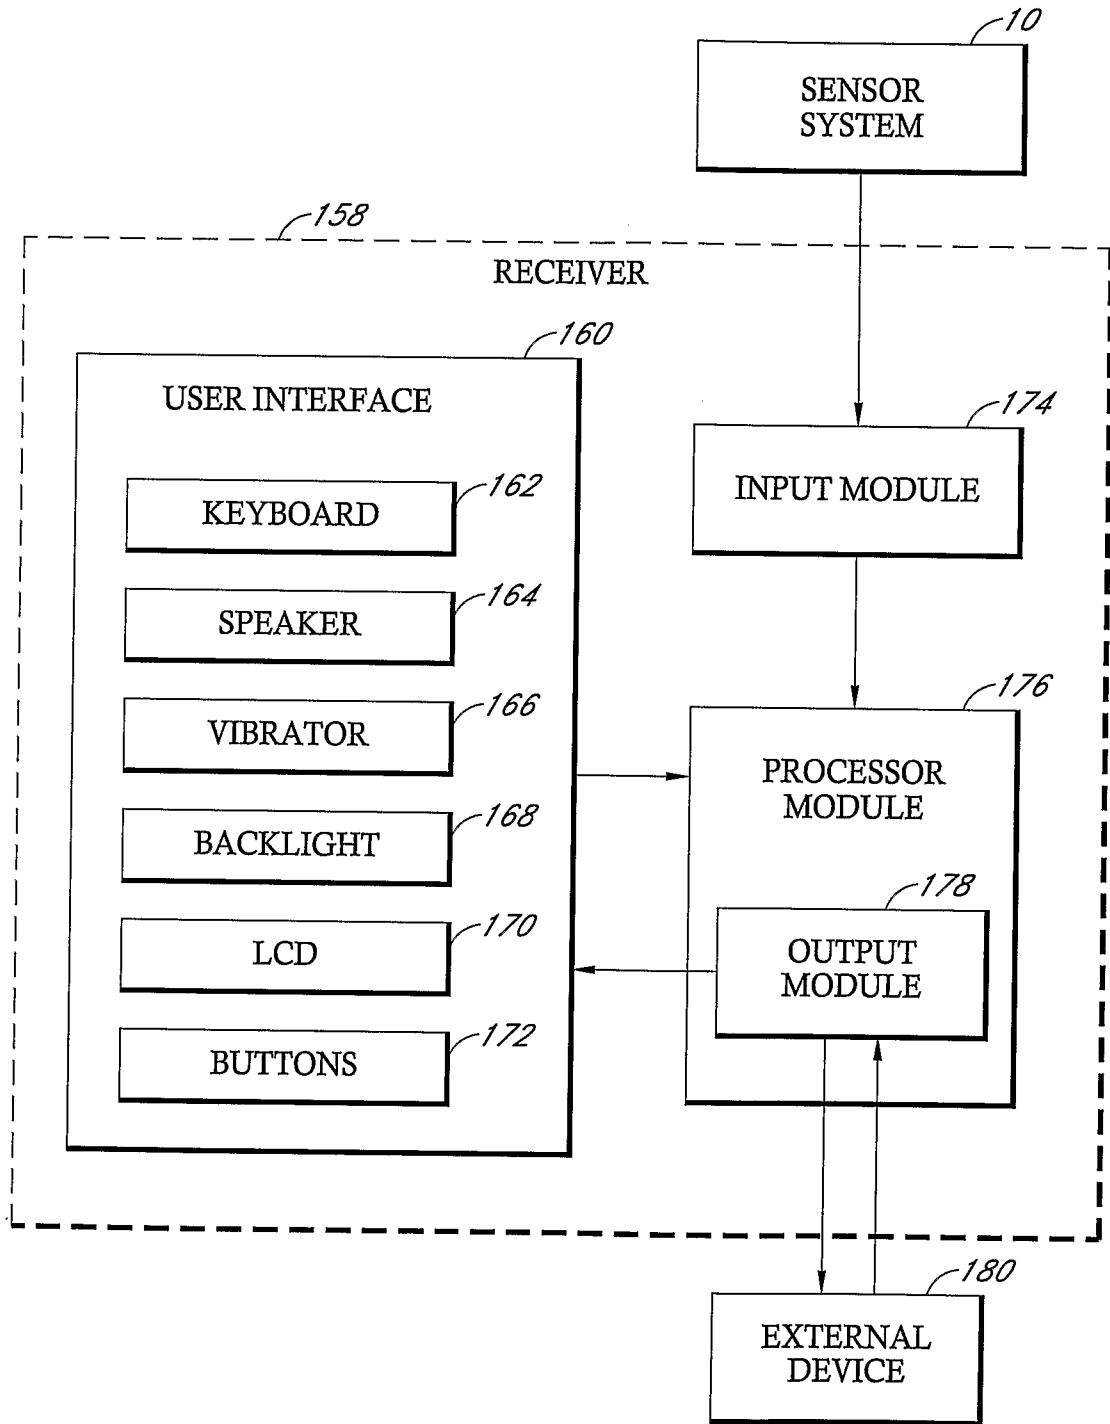 10
SENSOR
SYSTEM
158
RECEIVER
160
USER INTERFACE
174
INPUT MODULE
KEYBOARD
162
SPEAKER
164
VIBRATOR
166
BACKLIGHT
168
LCD
170
BUTTONS
172
176
PROCESSOR
MODULE
178
OUTPUT
MODULE
180
EXTERNAL
DEVICE